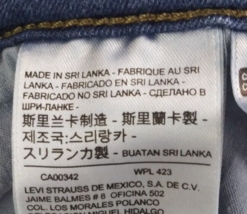 MADE IN SRI LANKA - FABRIQUE AU SRI
LANKA - FABRICADO EN SRI LANKA -
FABRICADO NO SRI LANKA - СДЕЛАНО В
ШРИ-ЛАНКЕ -
斯里兰卡制造 - 斯里蘭卡製 -
제조국:스리랑카 -
スリランカ製 - BUATAN SRI LANKA
CA00342 WPL 423
LEVI STRAUSS DE MEXICO, S.A. DE C.V.
JAIME BALMES # 8 OFICINA 502
COL. LOS MORALES POLANCO
MIGUEL HIDALGO